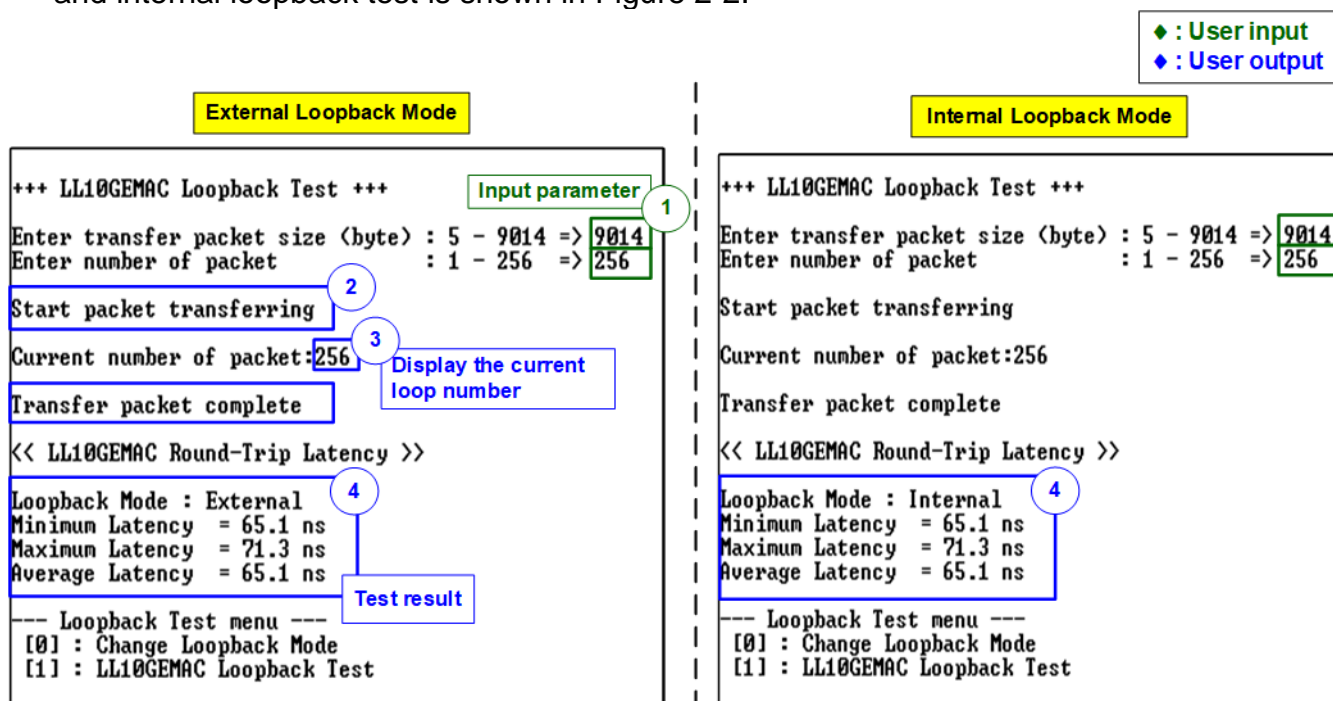 and internal loopback test is shown in Figure 2-2.
◆ : User input
◆ : User output
External Loopback Mode
+++ LL10GEMAC Loopback Test +++
Input parameter
1
Enter transfer packet size (byte) : 5 - 9014 => 9014
Enter number of packet : 1 - 256 => 256
2
Start packet transferring
3
Current number of packet:256
Display the current
loop number
Transfer packet complete
<< LL10GEMAC Round-Trip Latency >>
4
Loopback Mode : External
Minimum Latency = 65.1 ns
Maximum Latency = 71.3 ns
Average Latency = 65.1 ns
Test result
--- Loopback Test menu ---
[0] : Change Loopback Mode
[1] : LL10GEMAC Loopback Test
Internal Loopback Mode
+++ LL10GEMAC Loopback Test +++
Enter transfer packet size (byte) : 5 - 9014 => 9014
Enter number of packet : 1 - 256 => 256
Start packet transferring
Current number of packet:256
Transfer packet complete
<< LL10GEMAC Round-Trip Latency >>
4
Loopback Mode : Internal
Minimum Latency = 65.1 ns
Maximum Latency = 71.3 ns
Average Latency = 65.1 ns
--- Loopback Test menu ---
[0] : Change Loopback Mode
[1] : LL10GEMAC Loopback Test